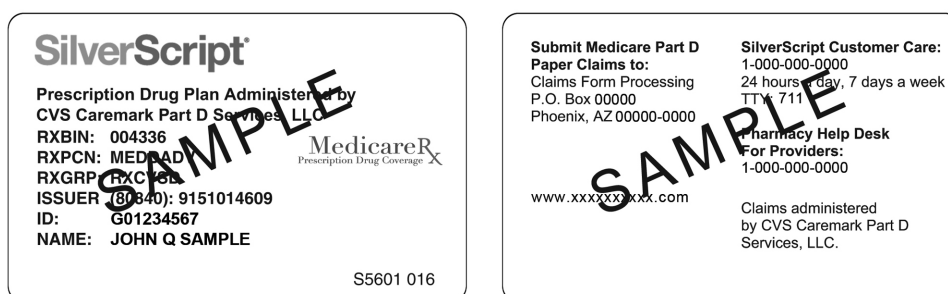 SilverScript
Prescription Drug Plan Administered by
CVS Caremark Part D Services, LLC
RXBIN: 004336
RXPCN: MEDDADV
RXGRP: RXCVSD
ISSUER (80840): 9151014609
ID: G01234567
NAME: JOHN Q SAMPLE
MedicareRx
Prescription Drug Coverage
S5601 016
SAMPLE
Submit Medicare Part D
Paper Claims to:
Claims Form Processing
P.O. Box 00000
Phoenix, AZ 00000-0000
www.xxxxxxxxxx.com
SilverScript Customer Care:
1-000-000-0000
24 hours a day, 7 days a week
TTY: 711
Pharmacy Help Desk
For Providers:
1-000-000-0000
Claims administered
by CVS Caremark Part D
Services, LLC.
SAMPLE